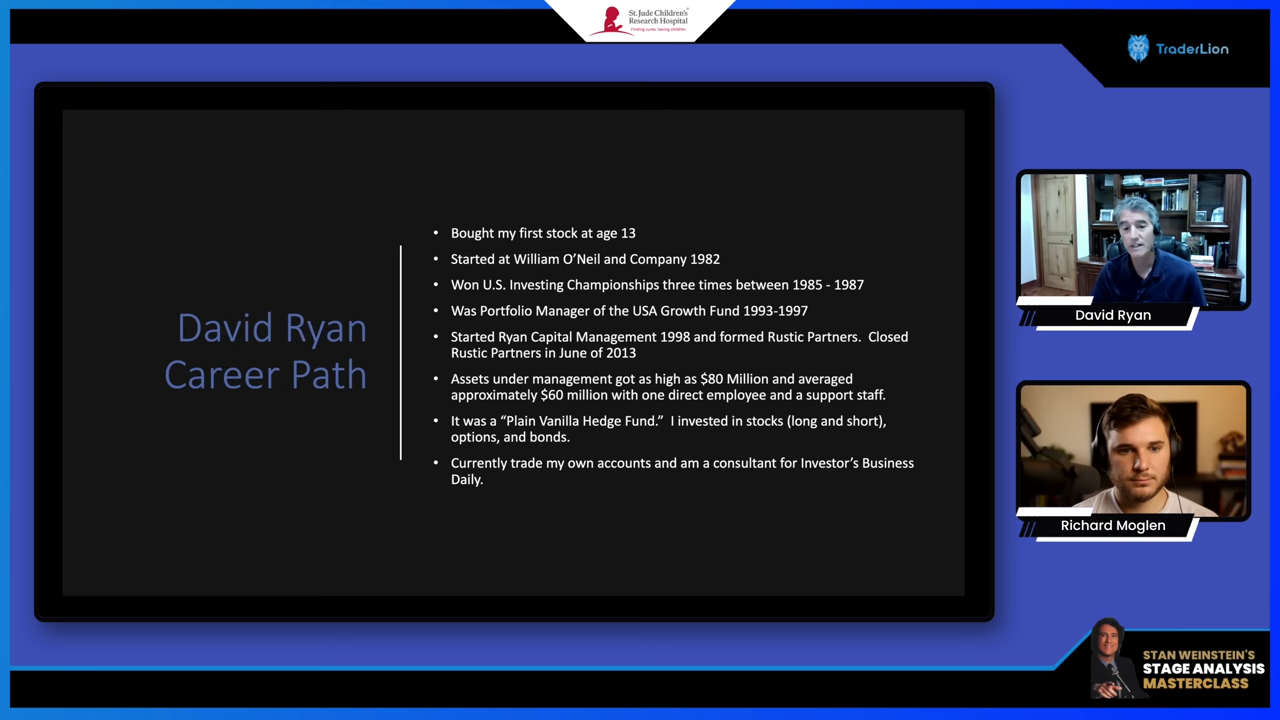 St. Jude Children's
Research Hospital
Finding cures. Saving children.
TraderLion
David Ryan
Career Path
• Bought my first stock at age 13
• Started at William O’Neil and Company 1982
• Won U.S. Investing Championships three times between 1985 - 1987
• Was Portfolio Manager of the USA Growth Fund 1993-1997
• Started Ryan Capital Management 1998 and formed Rustic Partners.  Closed
Rustic Partners in June of 2013
• Assets under management got as high as $80 Million and averaged
approximately $60 million with one direct employee and a support staff.
• It was a “Plain Vanilla Hedge Fund.”  I invested in stocks (long and short),
options, and bonds.
• Currently trade my own accounts and am a consultant for Investor’s Business
Daily.
David Ryan
Richard Moglen
STAN WEINSTEIN'S
STAGE ANALYSIS
MASTERCLASS